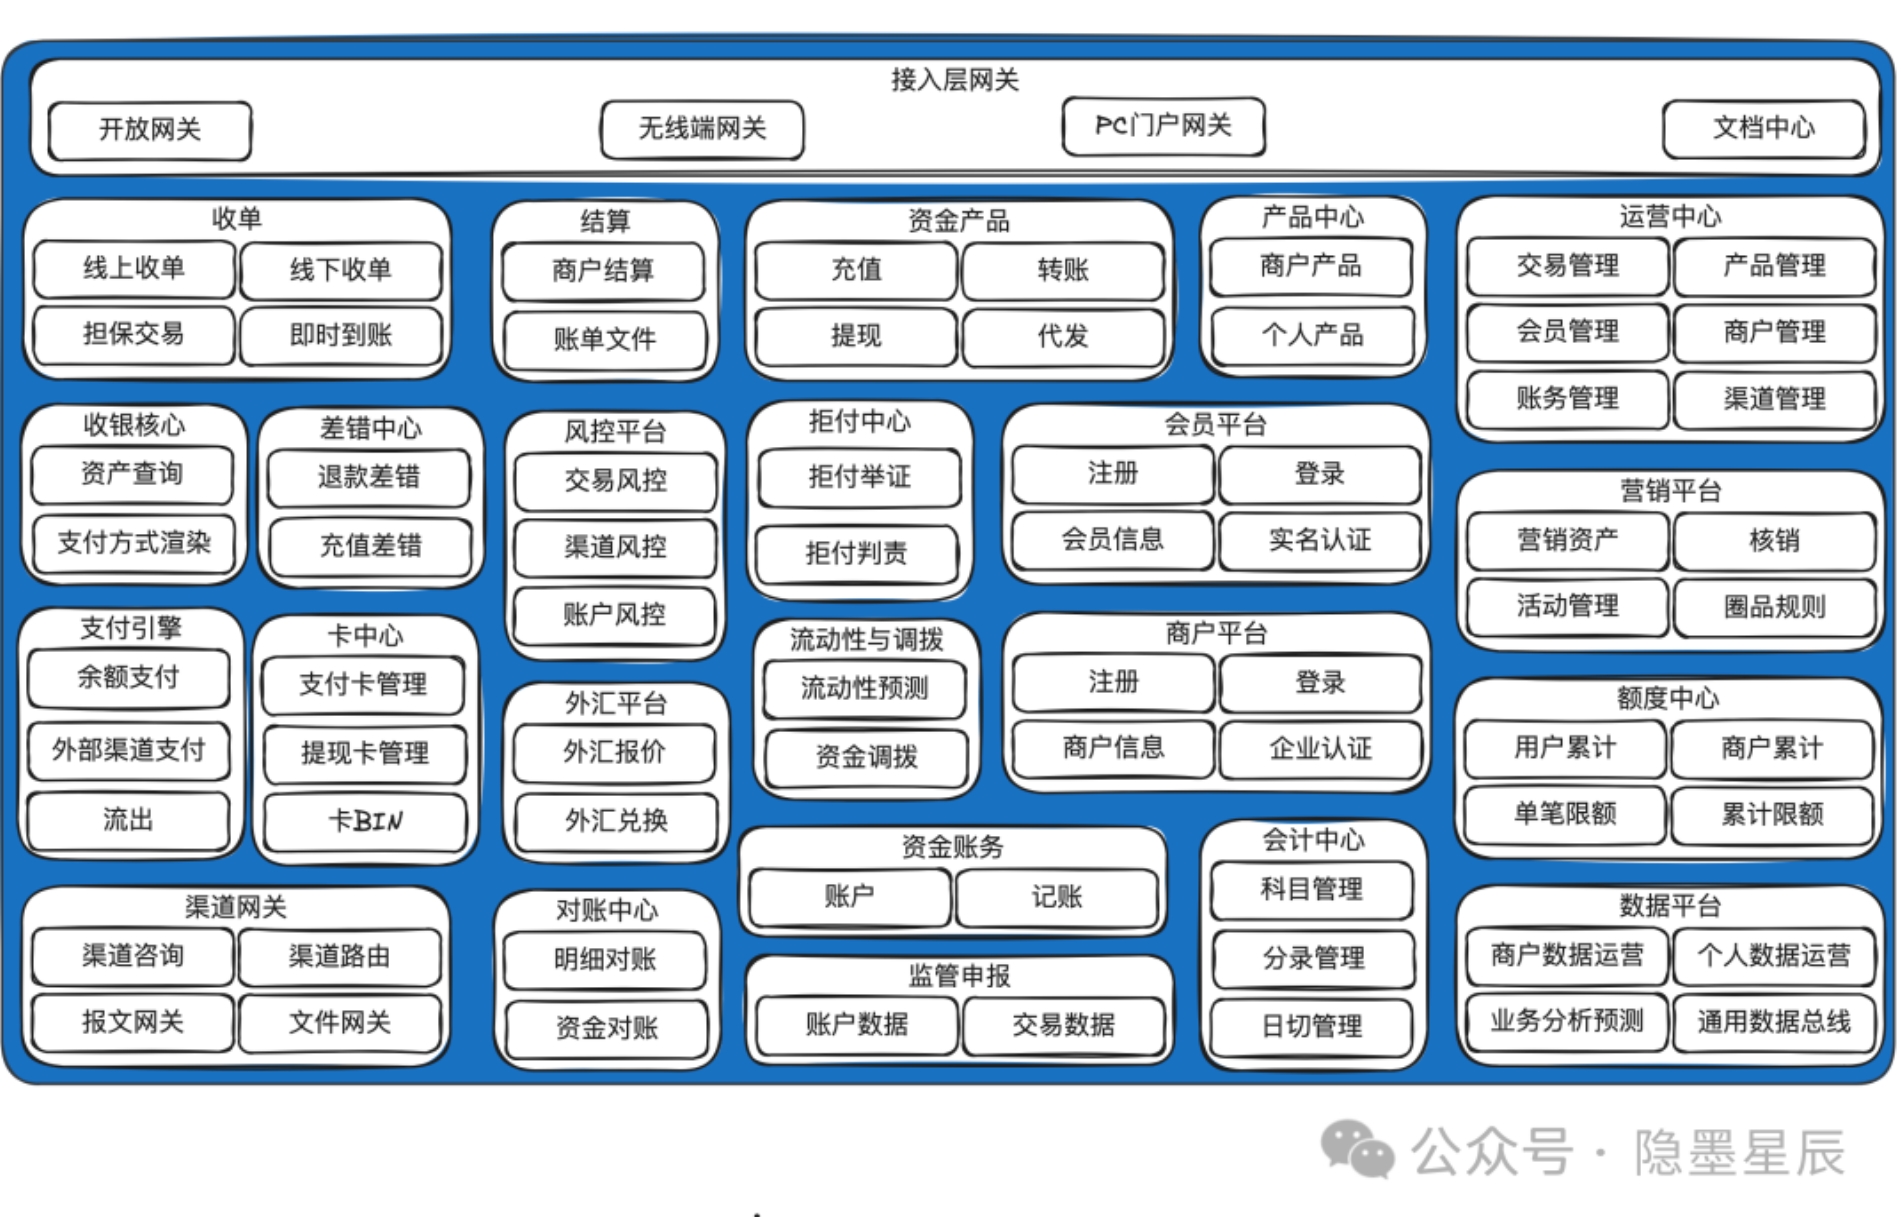 接入层网关
开放网关
无线端网关
PC门户网关
文档中心
收单
线上收单
线下收单
担保交易
即时到账
结算
商户结算
账单文件
资金产品
充值
转账
提现
代发
产品中心
商户产品
个人产品
运营中心
交易管理
产品管理
会员管理
商户管理
账务管理
渠道管理
收银核心
资产查询
支付方式渲染
差错中心
退款差错
充值差错
风控平台
交易风控
渠道风控
账户风控
拒付中心
拒付举证
拒付判责
会员平台
注册
登录
会员信息
实名认证
营销平台
营销资产
核销
活动管理
圈品规则
支付引擎
余额支付
外部渠道支付
流出
卡中心
支付卡管理
提现卡管理
卡BIN
外汇平台
外汇报价
外汇兑换
流动性与调拨
流动性预测
资金调拨
商户平台
注册
登录
商户信息
企业认证
额度中心
用户累计
商户累计
单笔限额
累计限额
渠道网关
渠道咨询
渠道路由
报文网关
文件网关
对账中心
明细对账
资金对账
资金账务
账户
记账
监管申报
账户数据
交易数据
会计中心
科目管理
分录管理
日切管理
数据平台
商户数据运营
个人数据运营
业务分析预测
通用数据总线
公众号 · 隐墨星辰